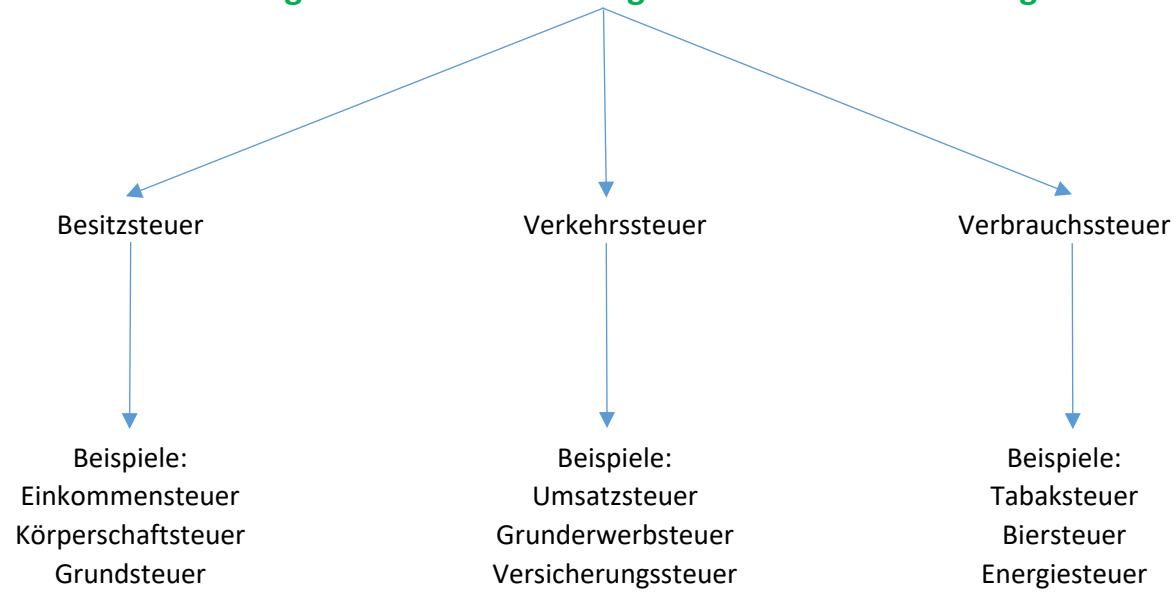 Besitzsteuer
Verkehrssteuer
Verbrauchssteuer
Beispiele:
Einkommensteuer
Körperschaftsteuer
Grundsteuer
Beispiele:
Umsatzsteuer
Grunderwerbsteuer
Versicherungssteuer
Beispiele:
Tabaksteuer
Biersteuer
Energiesteuer